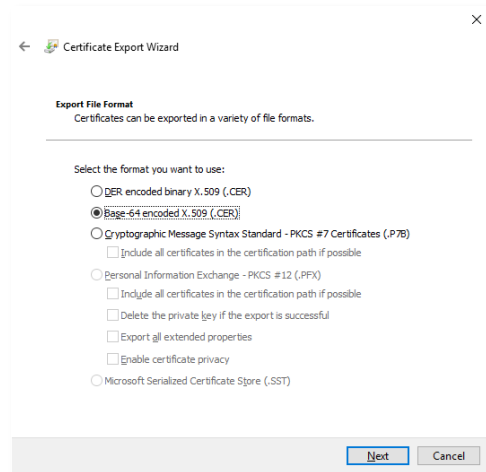 Certificate Export Wizard
Export File Format
Certificates can be exported in a variety of file formats.
Select the format you want to use:
DER encoded binary X.509 (.CER)
Base-64 encoded X.509 (.CER)
Cryptographic Message Syntax Standard - PKCS #7 Certificates (.P7B)
Include all certificates in the certification path if possible
Personal Information Exchange - PKCS #12 (.PFX)
Include all certificates in the certification path if possible
Delete the private key if the export is successful
Export all extended properties
Enable certificate privacy
Microsoft Serialized Certificate Store (.SST)
Next Cancel